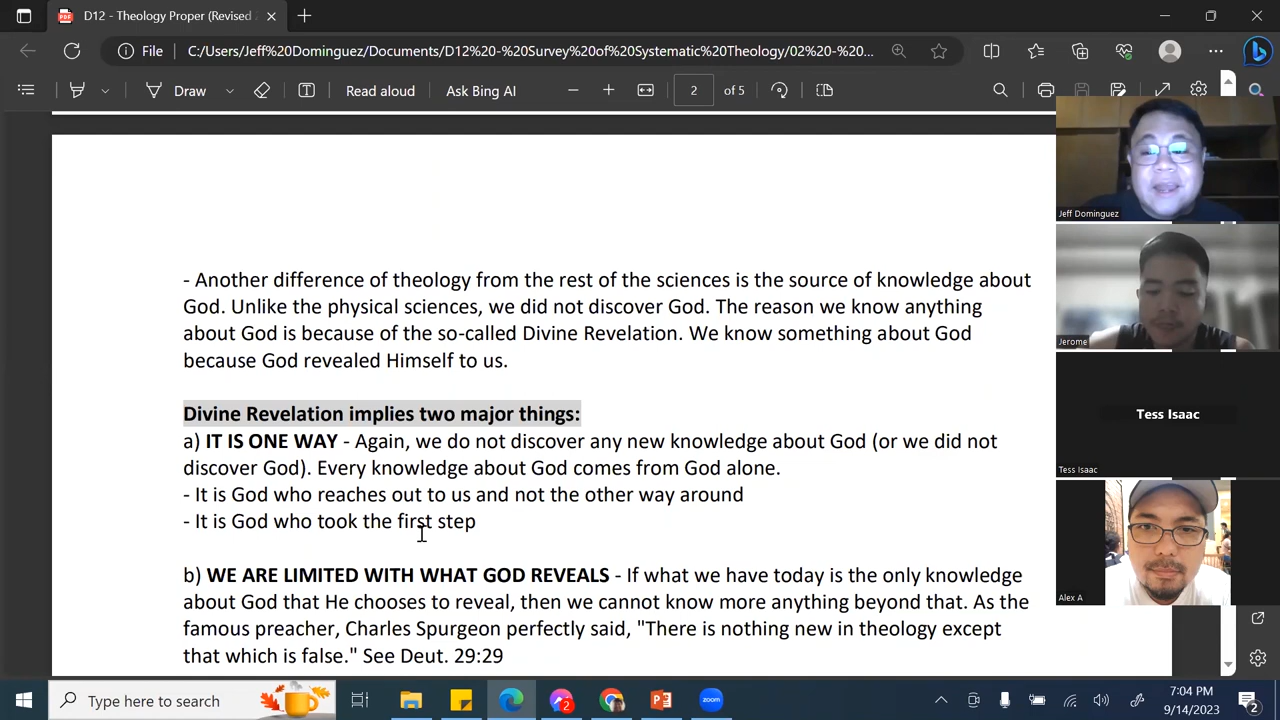 D12 - Theology Proper (Revised
File
C:/Users/Jeff%20Dominguez/Documents/D12%20-%20Survey%20of%20Systematic%20Theology/02%20-%20...
Draw
Read aloud
Ask Bing AI
2 of 5
- Another difference of theology from the rest of the sciences is the source of knowledge about
God. Unlike the physical sciences, we did not discover God. The reason we know anything
about God is because of the so-called Divine Revelation. We know something about God
because God revealed Himself to us.
Divine Revelation implies two major things:
a) IT IS ONE WAY - Again, we do not discover any new knowledge about God (or we did not
discover God). Every knowledge about God comes from God alone.
- It is God who reaches out to us and not the other way around
- It is God who took the first step
b) WE ARE LIMITED WITH WHAT GOD REVEALS - If what we have today is the only knowledge
about God that He chooses to reveal, then we cannot know more anything beyond that. As the
famous preacher, Charles Spurgeon perfectly said, "There is nothing new in theology except
that which is false." See Deut. 29:29
Jeff Dominguez
Jerome
Tess Isaac
Tess Isaac
Alex A
Type here to search
2
zoom
7:04 PM
9/14/2023
2